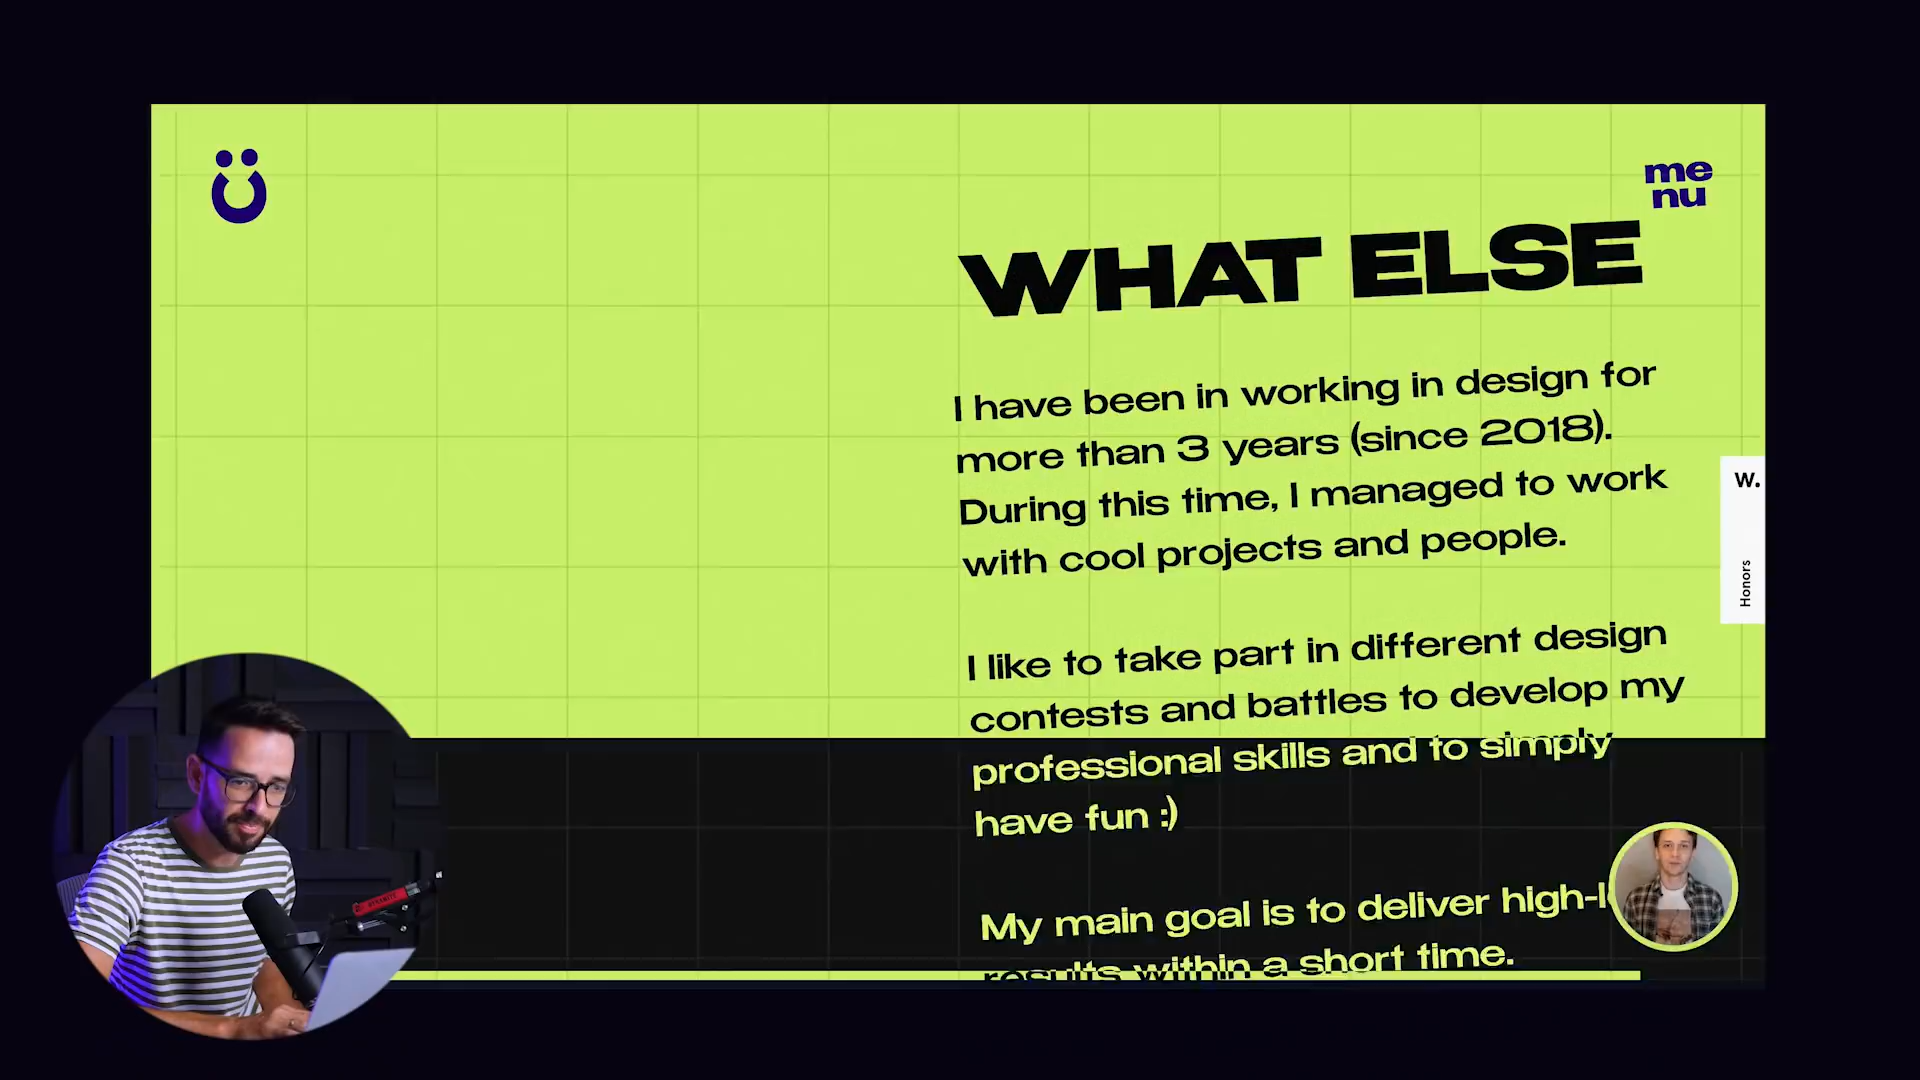 me
nu
WHAT ELSE
I have been in working in design for
more than 3 years (since 2018).
During this time, I managed to work
with cool projects and people.
W.
Honors
I like to take part in different design
contests and battles to develop my
professional skills and to simply
have fun :)
My main goal is to deliver high-l
results within a short time.